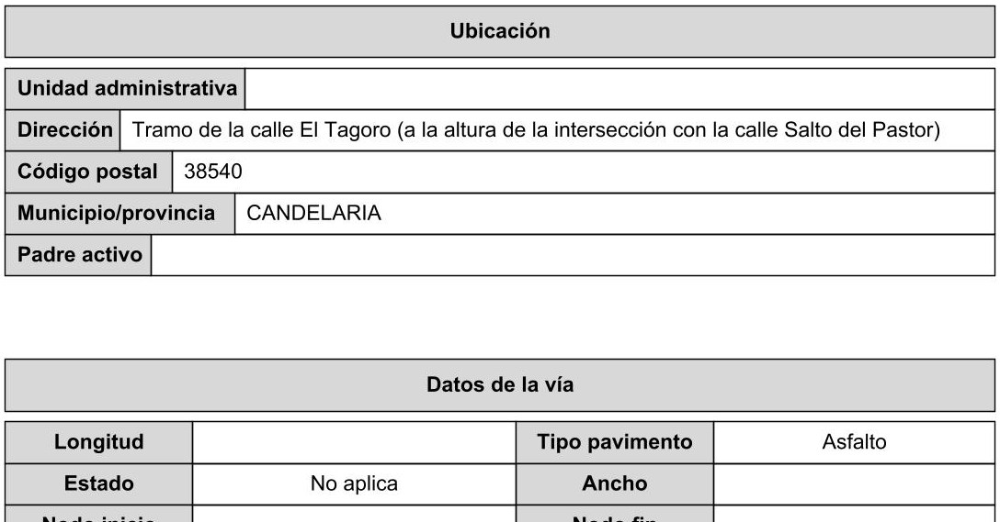 Ubicación
Unidad administrativa
Dirección Tramo de la calle El Tagoro (a la altura de la intersección con la calle Salto del Pastor)
Código postal 38540
Municipio/provincia CANDELARIA
Padre activo
Datos de la vía
Longitud Tipo pavimento Asfalto
Estado No aplica Ancho
Nodo inicio Nodo fin